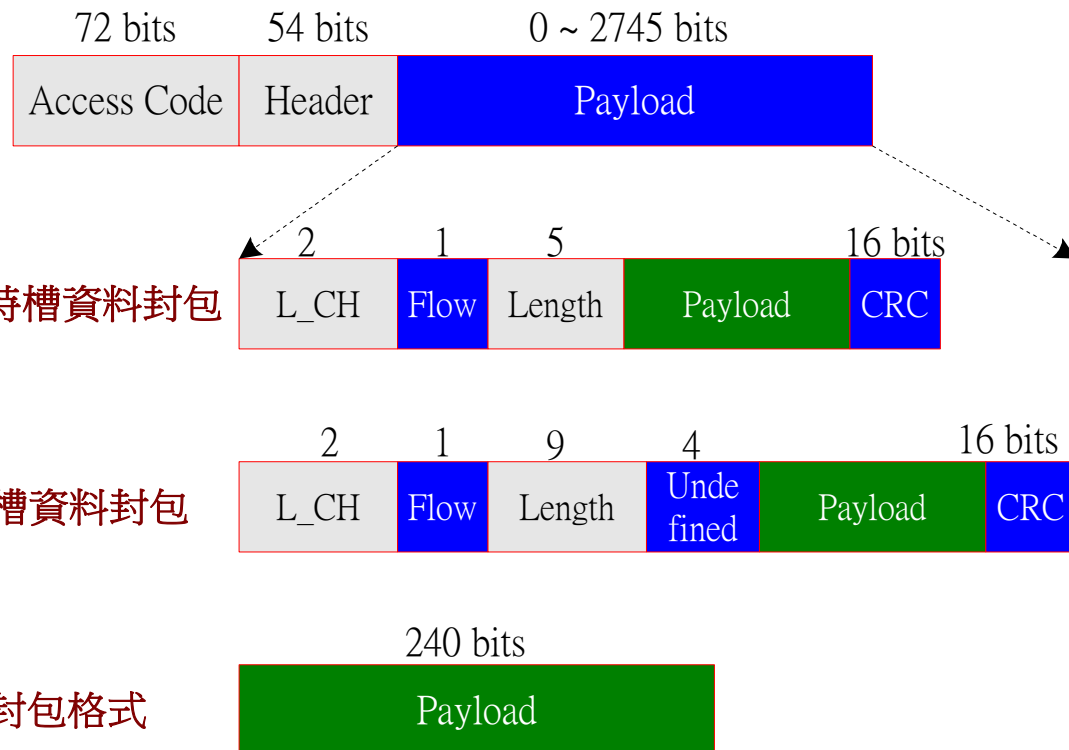 72 bits 54 bits 0 ~ 2745 bits
Access Code Header Payload
2 1 5 16 bits
時槽資料封包 L_CH Flow Length Payload CRC
2 1 9 4 16 bits
槽資料封包 L_CH Flow Length Unde
fined Payload CRC
240 bits
封包格式 Payload